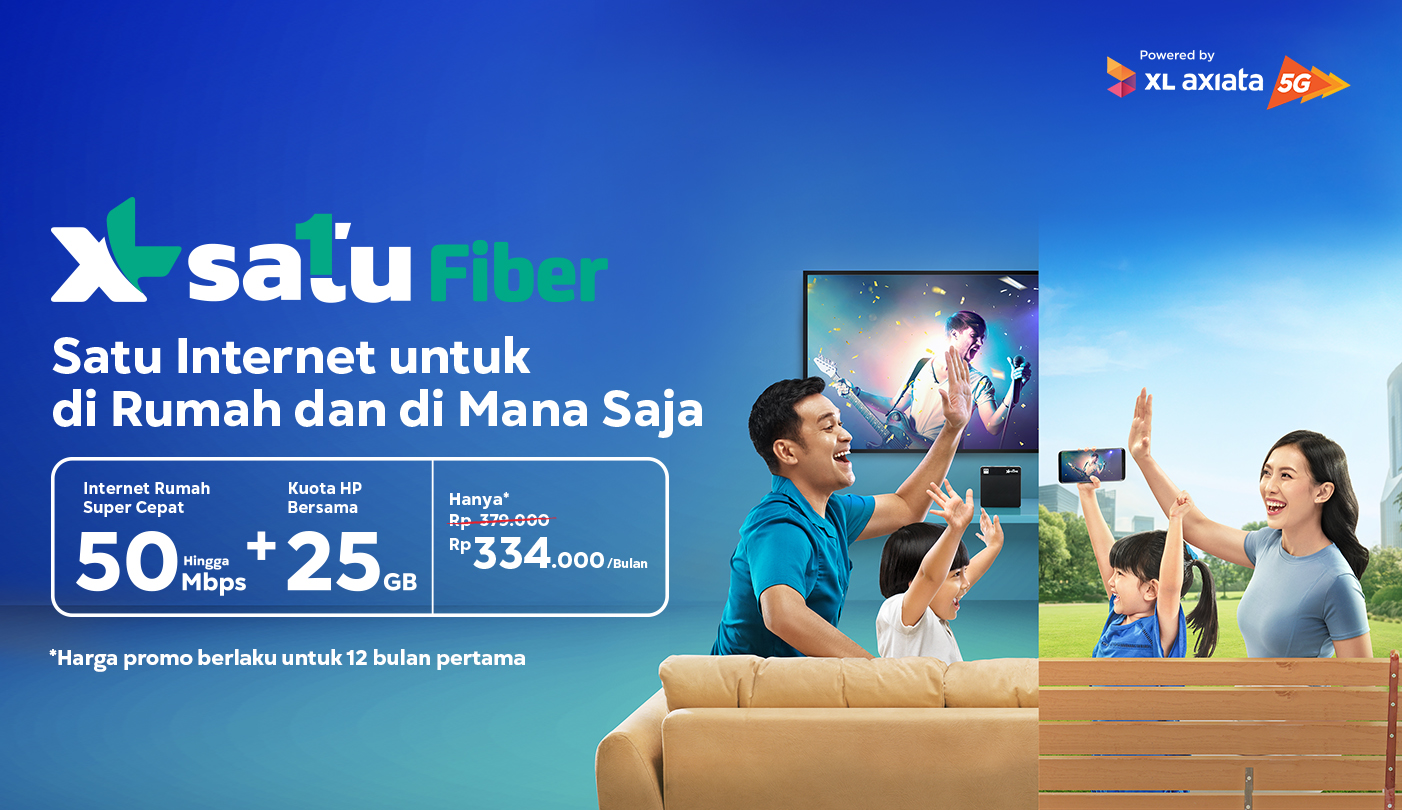 Powered by
XL axiata 5G
XL satu Fiber
Satu Internet untuk
di Rumah dan di Mana Saja
Internet Rumah
Super Cepat
50 Hingga Mbps
+
Kuota HP
Bersama
25 GB
Hanya*
Rp 379.000
Rp 334.000 /Bulan
*Harga promo berlaku untuk 12 bulan pertama